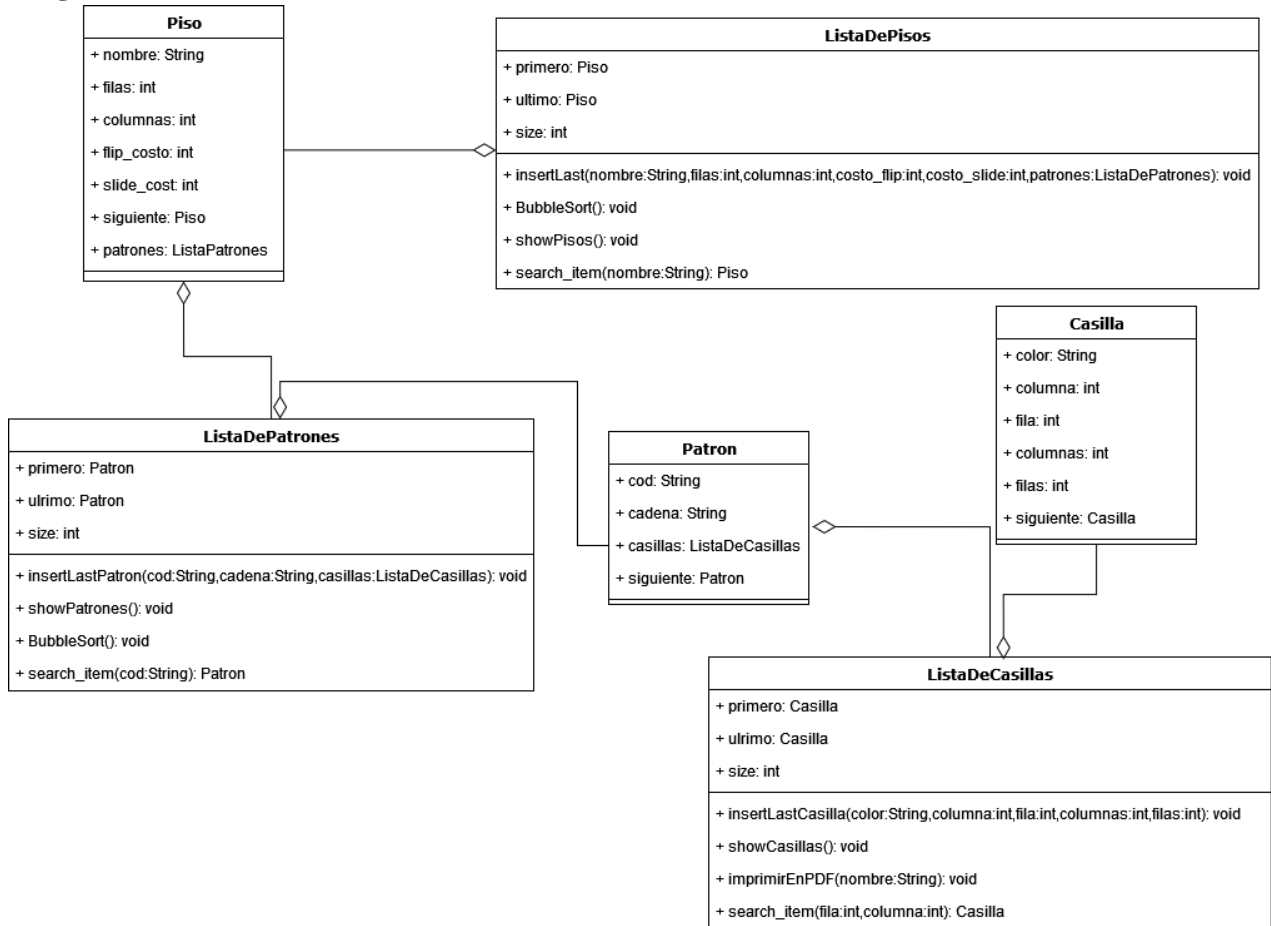 Piso
+ nombre: String
+ filas: int
+ columnas: int
+ flip_costo: int
+ slide_cost: int
+ siguiente: Piso
+ patrones: ListaPatrones
ListaDePisos
+ primero: Piso
+ ultimo: Piso
+ size: int
+ insertLast(nombre:String,filas:int,columnas:int,costo_flip:int,costo_slide:int,patrones:ListaDePatrones): void
+ BubbleSort(): void
+ showPisos(): void
+ search_item(nombre:String): Piso
Casilla
+ color: String
+ columna: int
+ fila: int
+ columnas: int
+ filas: int
+ siguiente: Casilla
ListaDePatrones
+ primero: Patron
+ ulrimo: Patron
+ size: int
+ insertLastPatron(cod:String,cadena:String,casillas:ListaDeCasillas): void
+ showPatrones(): void
+ BubbleSort(): void
+ search_item(cod:String): Patron
Patron
+ cod: String
+ cadena: String
+ casillas: ListaDeCasillas
+ siguiente: Patron
ListaDeCasillas
+ primero: Casilla
+ ulrimo: Casilla
+ size: int
+ insertLastCasilla(color:String,columna:int,fila:int,columnas:int,filas:int): void
+ showCasillas(): void
+ imprimirEnPDF(nombre:String): void
+ search_item(fila:int,columna:int): Casilla